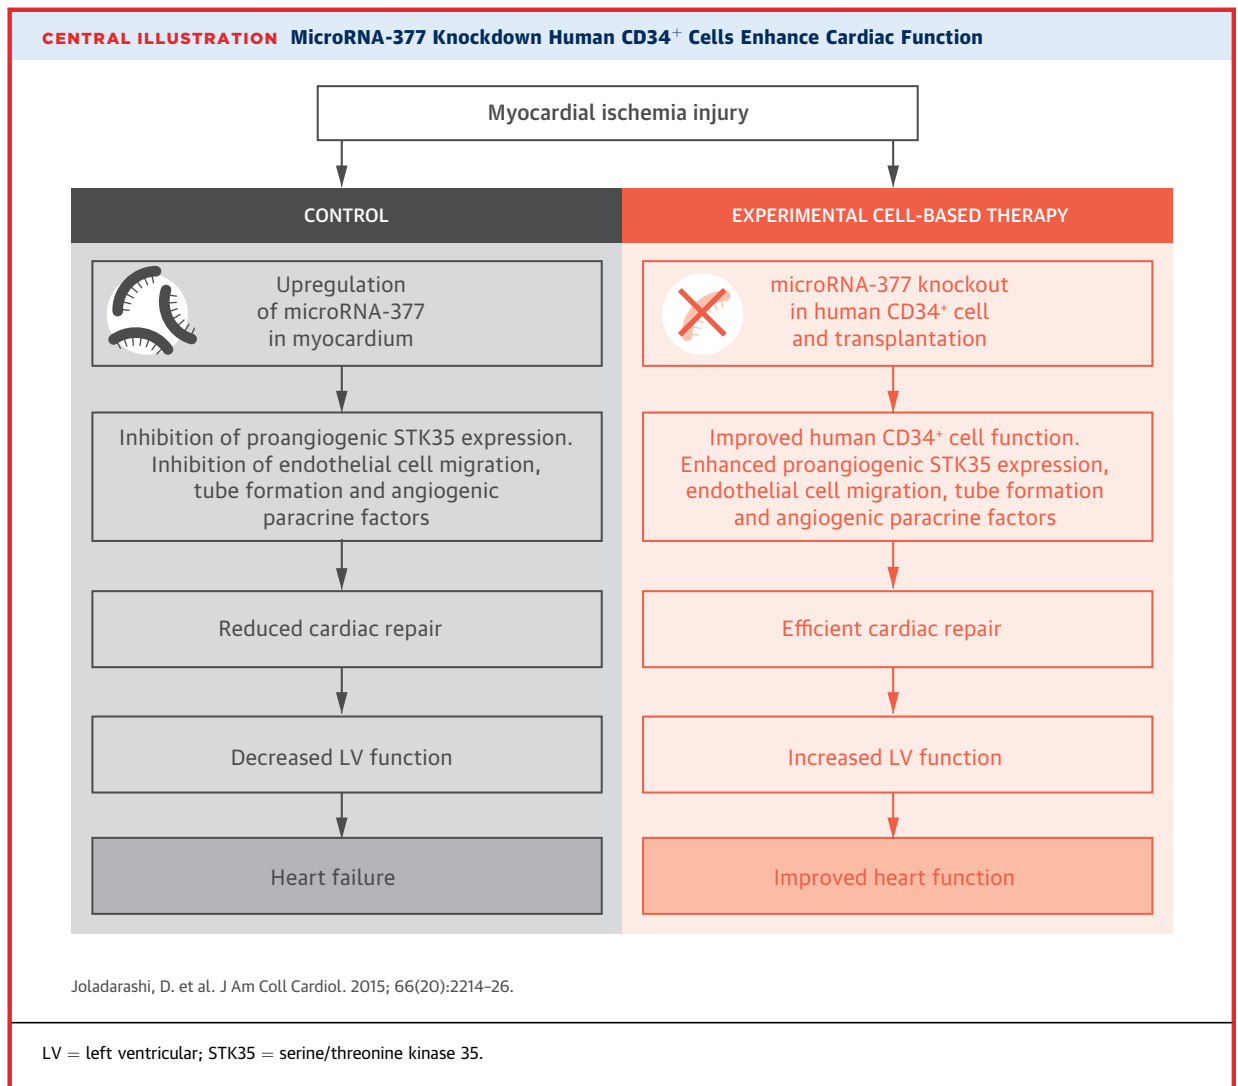 CENTRAL ILLUSTRATION MicroRNA-377 Knockdown Human CD34⁺ Cells Enhance Cardiac Function
Myocardial ischemia injury
CONTROL
Upregulation
of microRNA-377
in myocardium
Inhibition of proangiogenic STK35 expression.
Inhibition of endothelial cell migration,
tube formation and angiogenic
paracrine factors
Reduced cardiac repair
Decreased LV function
Heart failure
EXPERIMENTAL CELL-BASED THERAPY
microRNA-377 knockout
in human CD34⁺ cell
and transplantation
Improved human CD34⁺ cell function.
Enhanced proangiogenic STK35 expression,
endothelial cell migration, tube formation
and angiogenic paracrine factors
Efficient cardiac repair
Increased LV function
Improved heart function
Joladarashi, D. et al. J Am Coll Cardiol. 2015; 66(20):2214–26.
LV = left ventricular; STK35 = serine/threonine kinase 35.